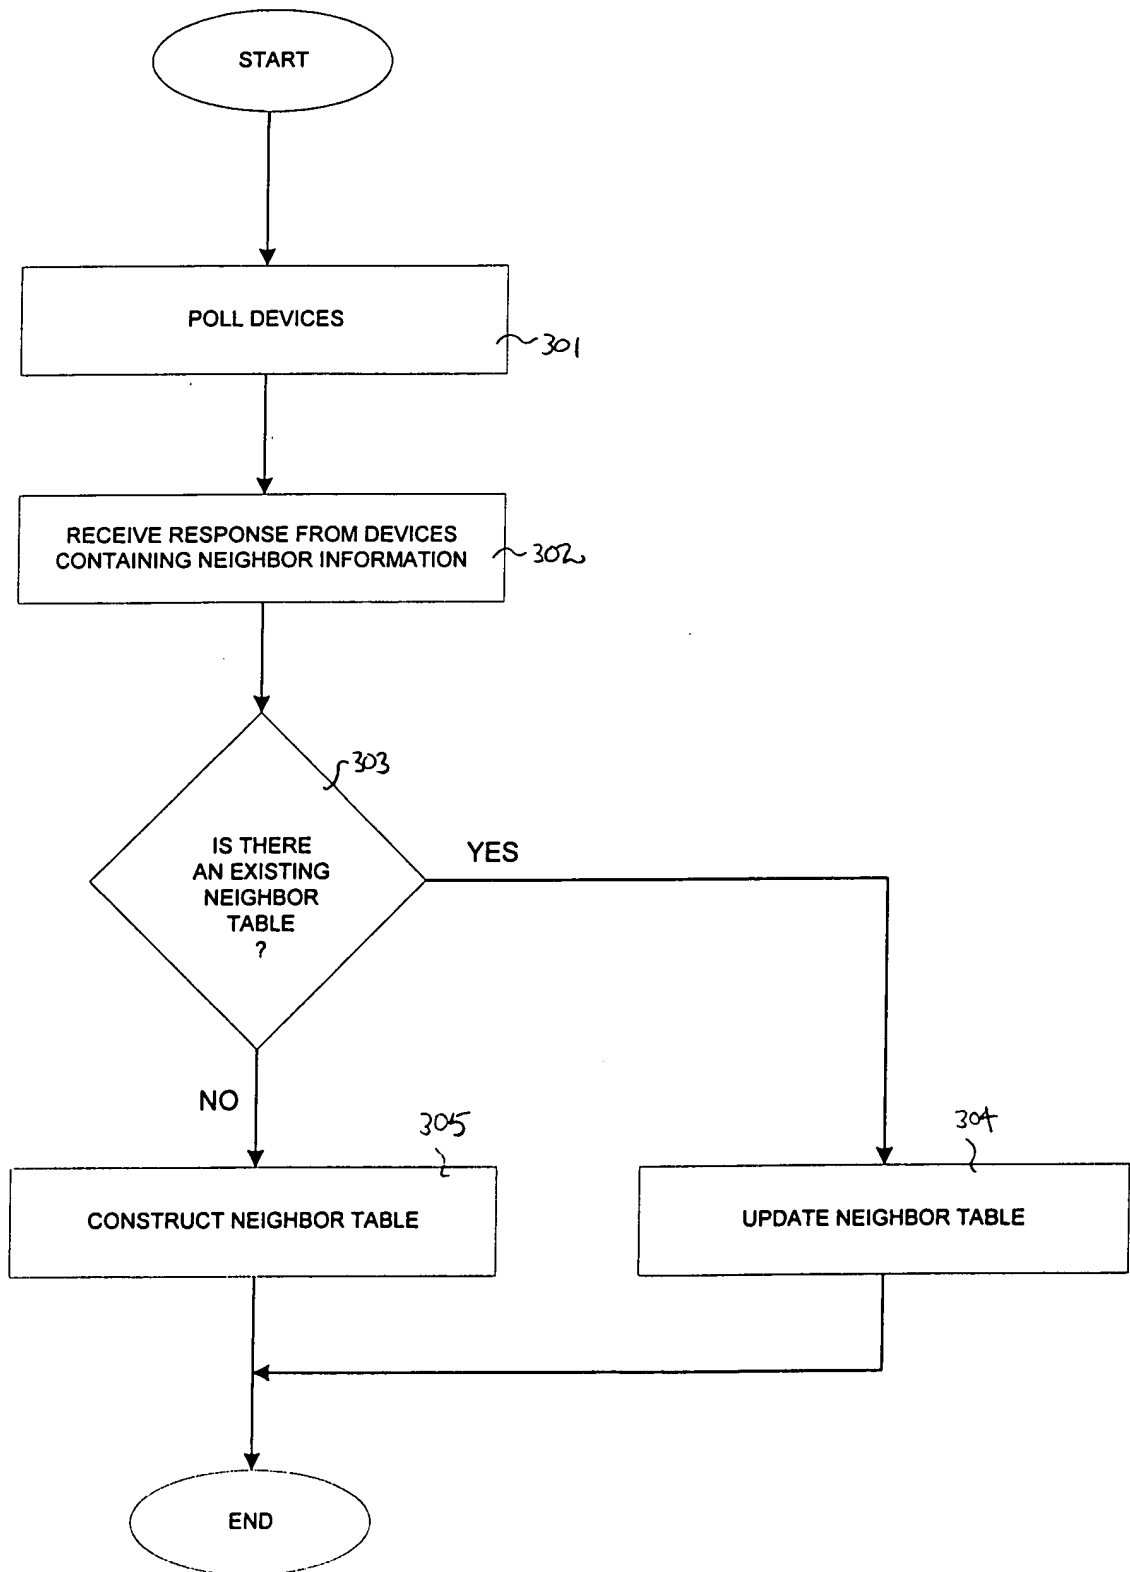 START
POLL DEVICES
301
RECEIVE RESPONSE FROM DEVICES
CONTAINING NEIGHBOR INFORMATION
302
303
IS THERE
AN EXISTING
NEIGHBOR
TABLE
?
YES
NO
305
304
CONSTRUCT NEIGHBOR TABLE
UPDATE NEIGHBOR TABLE
END